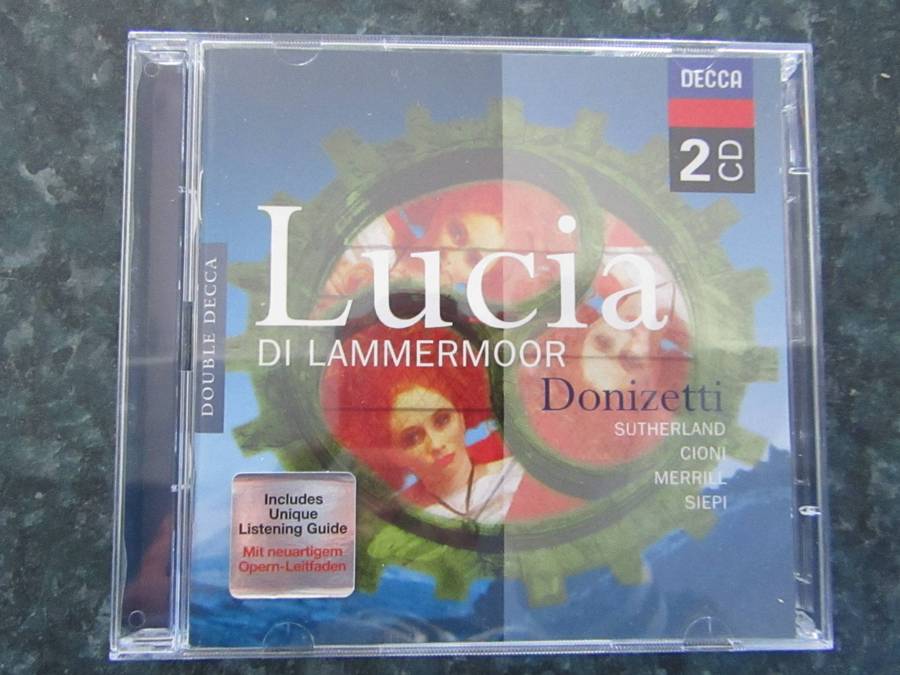 DECCA
2 CD
Lucia
DI LAMMERMOOR
DOUBLE DECCA
Donizetti
SUTHERLAND
CIONI
MERRILL
SIEPI
Includes
Unique
Listening Guide
Mit neuartigem
Opern-Leitfaden